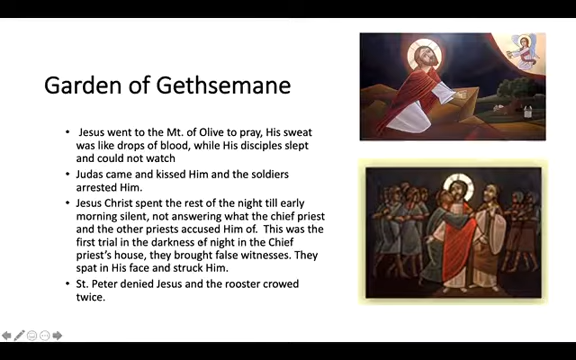 Garden of Gethsemane
• Jesus went to the Mt. of Olive to pray, His sweat
was like drops of blood, while His disciples slept
and could not watch
• Judas came and kissed Him and the soldiers
arrested Him.
• Jesus Christ spent the rest of the night till early
morning silent, not answering what the chief priest
and the other priests accused Him of. This was the
first trial in the darkness of night in the Chief
priest's house, they brought false witnesses. They
spat in His face and struck Him.
• St. Peter denied Jesus and the rooster crowed
twice.